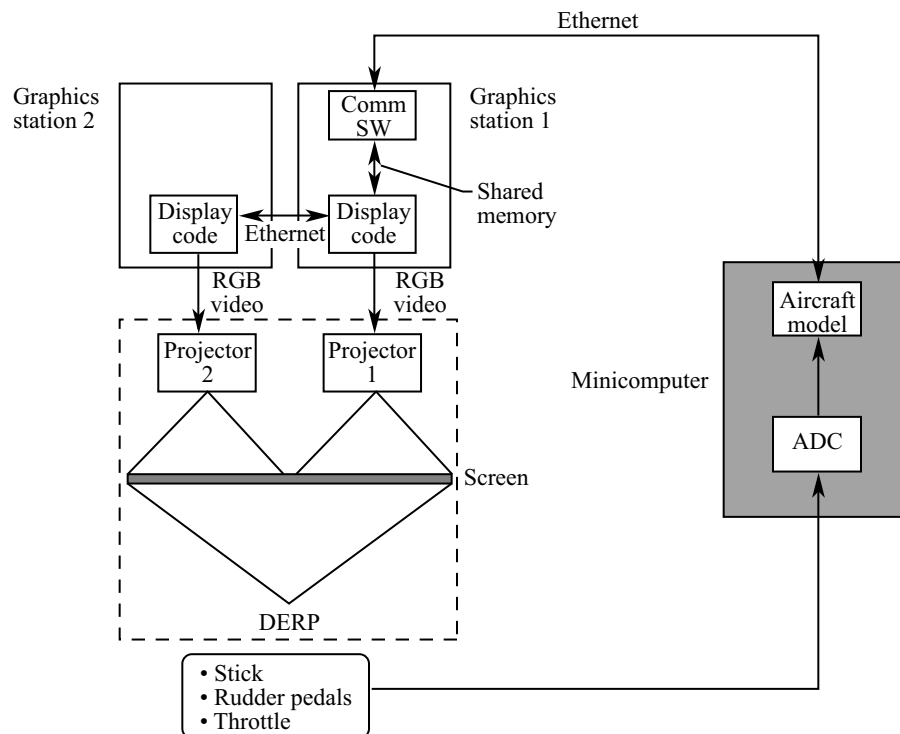 Ethernet
Graphics
station 2
Comm
SW
Graphics
station 1
Shared
memory
Display
code
Ethernet
Display
code
RGB
video
RGB
video
Aircraft
model
Projector
2
Projector
1
Minicomputer
ADC
Screen
DERP
• Stick
• Rudder pedals
• Throttle